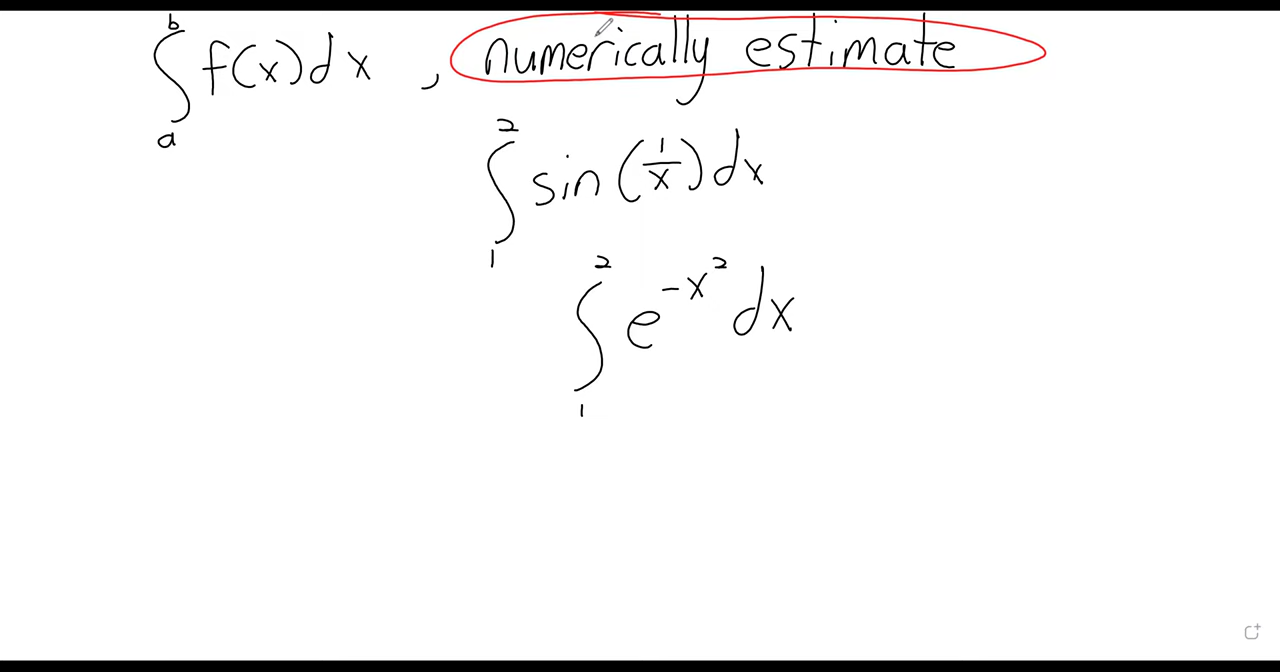 ∫_a^b f(x)dx , numerically estimate
∫_1^2 sin(1/x)dx
∫_1^2 e^{-x^2} dx